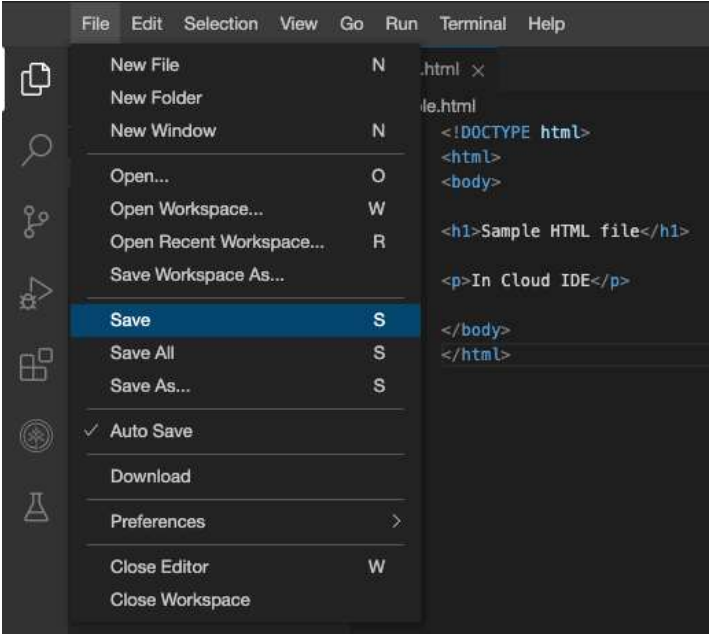 File Edit Selection View Go Run Terminal Help
New File N
New Folder
New Window N
Open... O
Open Workspace... W
Open Recent Workspace... R
Save Workspace As...
Save S
Save All S
Save As... S
Auto Save
Download
Preferences
Close Editor W
Close Workspace
.html
le.html
<!DOCTYPE html>
<html>
<body>
<h1>Sample HTML file</h1>
<p>In Cloud IDE</p>
</body>
</html>